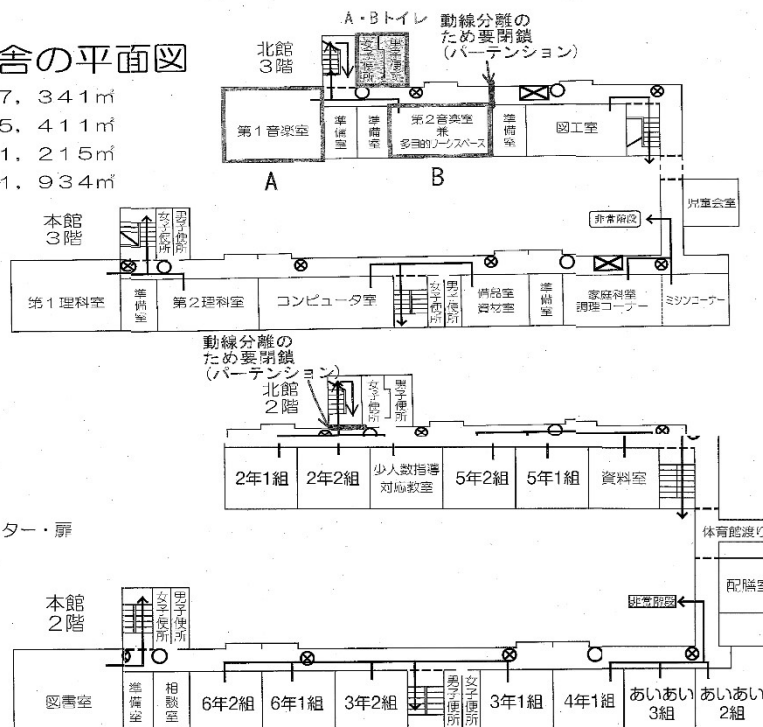 A・Bトイレ
動線分離の
ため要閉鎖
(パーテンション)
北館
3階
女子便所
男子便所
舎の平面図
7,341㎡
5,411㎡
1,215㎡
1,934㎡
第1音楽室
準備室
準備室
第2音楽室
兼
多目的ワークスペース
準備室
図工室
A
B
児童会室
本館
3階
女子便所
男子便所
非常階段
第1理科室
準備室
第2理科室
コンピュータ室
女子便所
男子便所
備品室
資材室
準備室
家庭科室
調理コーナー
ミシンコーナー
動線分離の
ため要閉鎖
(パーテンション)
北館
2階
女子便所
男子便所
2年1組
2年2組
少人数指導
対応教室
5年2組
5年1組
資料室
ター・扉
体育館渡り
配膳室
本館
2階
女子便所
男子便所
非常階段
図書室
準備室
相談室
6年2組
6年1組
3年2組
男子便所
女子便所
3年1組
4年1組
あいあい
3組
あいあい
2組